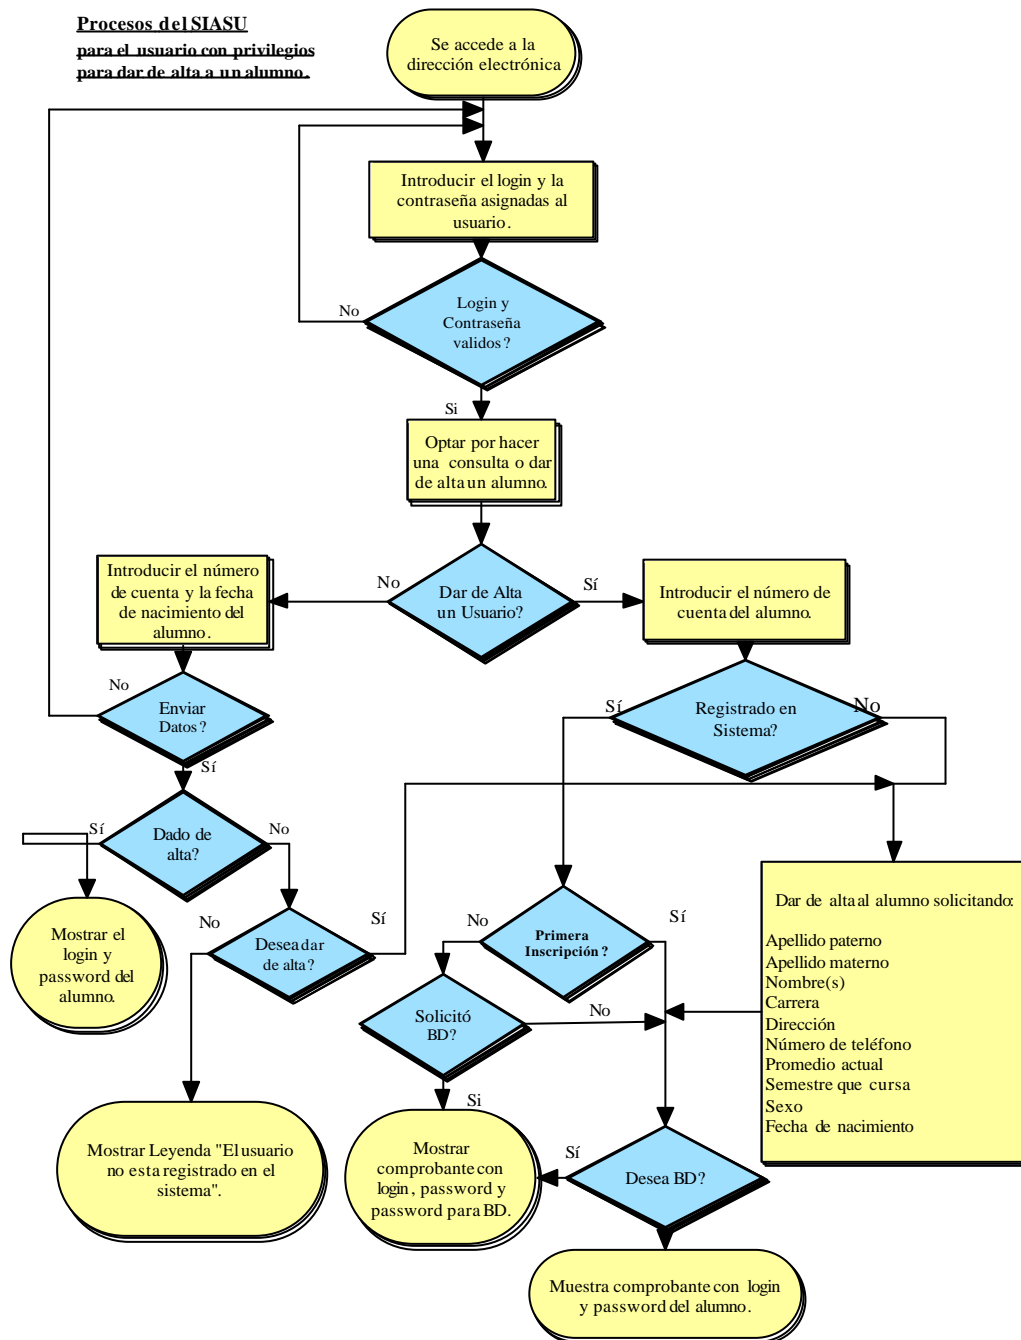 Procesos del SIASU
para el usuario con privilegios
para dar de alta a un alumno.
Se accede a la
dirección electrónica
Introducir el login y la
contraseña asignadas al
usuario.
No
Login y
Contraseña
validos?
Si
Optar por hacer
una consulta o dar
de alta un alumno.
Introducir el número
de cuenta y la fecha
de nacimiento del
alumno.
No
Dar de Alta
un Usuario?
Sí
Introducir el número de
cuenta del alumno.
No
Enviar
Datos?
Sí
Sí
Registrado en
Sistema?
No
Sí
Dado de
alta?
No
Mostrar el
login y
password del
alumno.
No
Desea dar
de alta?
Sí
No
Primera
Inscripción?
Sí
Dar de alta al alumno solicitando:
Apellido paterno
Apellido materno
Nombre(s)
Carrera
Dirección
Número de teléfono
Promedio actual
Semestre que cursa
Sexo
Fecha de nacimiento
Solicitó
BD?
No
Si
Mostrar Leyenda "El usuario
no esta registrado en el
sistema".
Mostrar
comprobante con
login, password y
password para BD.
Sí
Desea BD?
Muestra comprobante con login
y password del alumno.